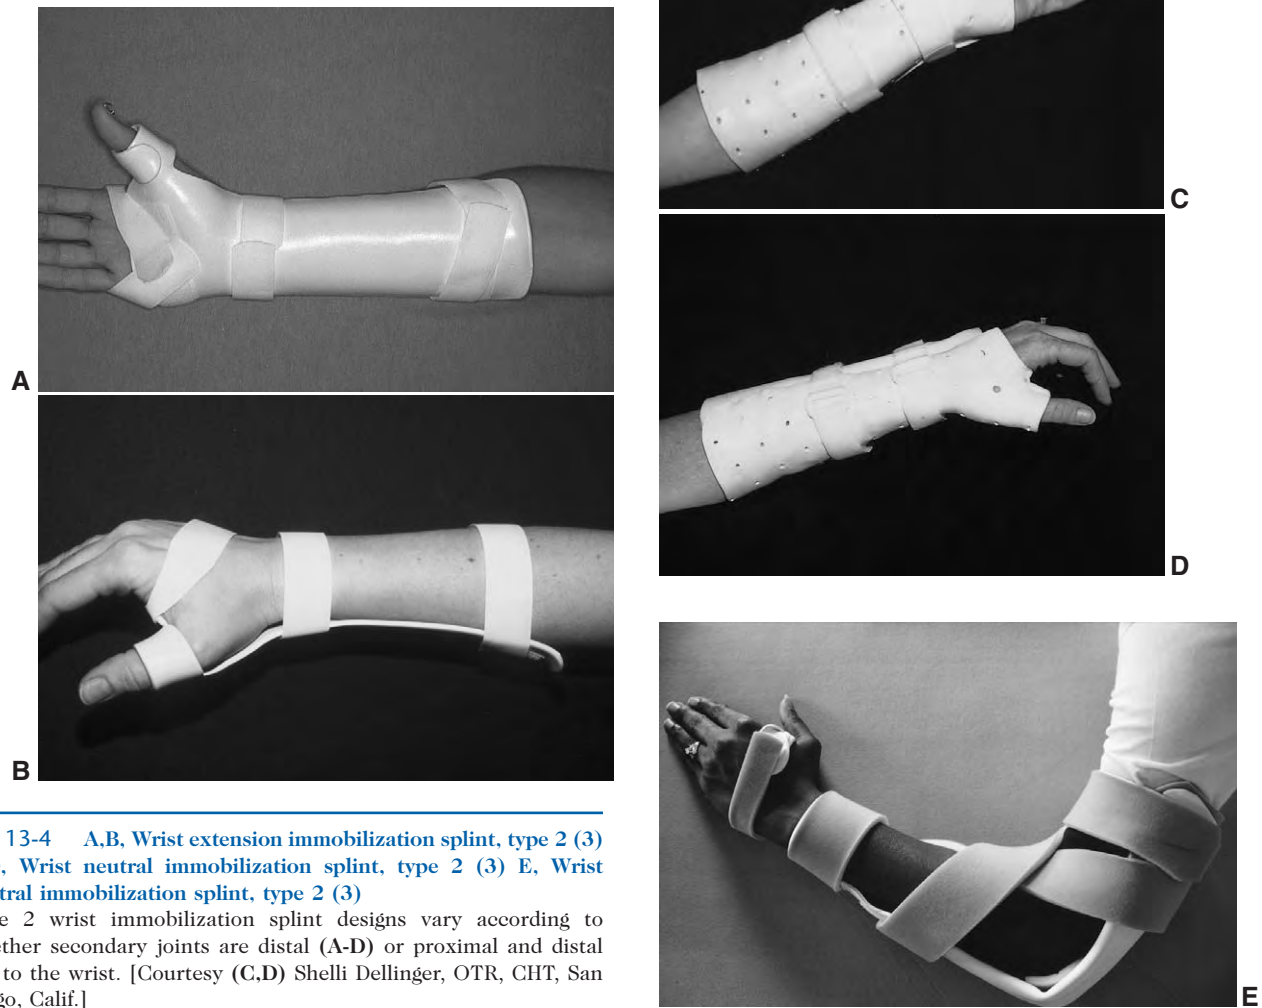 A
B
C
D
E
13-4 A,B, Wrist extension immobilization splint, type 2 (3)
, Wrist neutral immobilization splint, type 2 (3) E, Wrist
tral immobilization splint, type 2 (3)
e 2 wrist immobilization splint designs vary according to
ether secondary joints are distal (A-D) or proximal and distal
to the wrist. [Courtesy (C,D) Shelli Dellinger, OTR, CHT, San
go, Calif.]